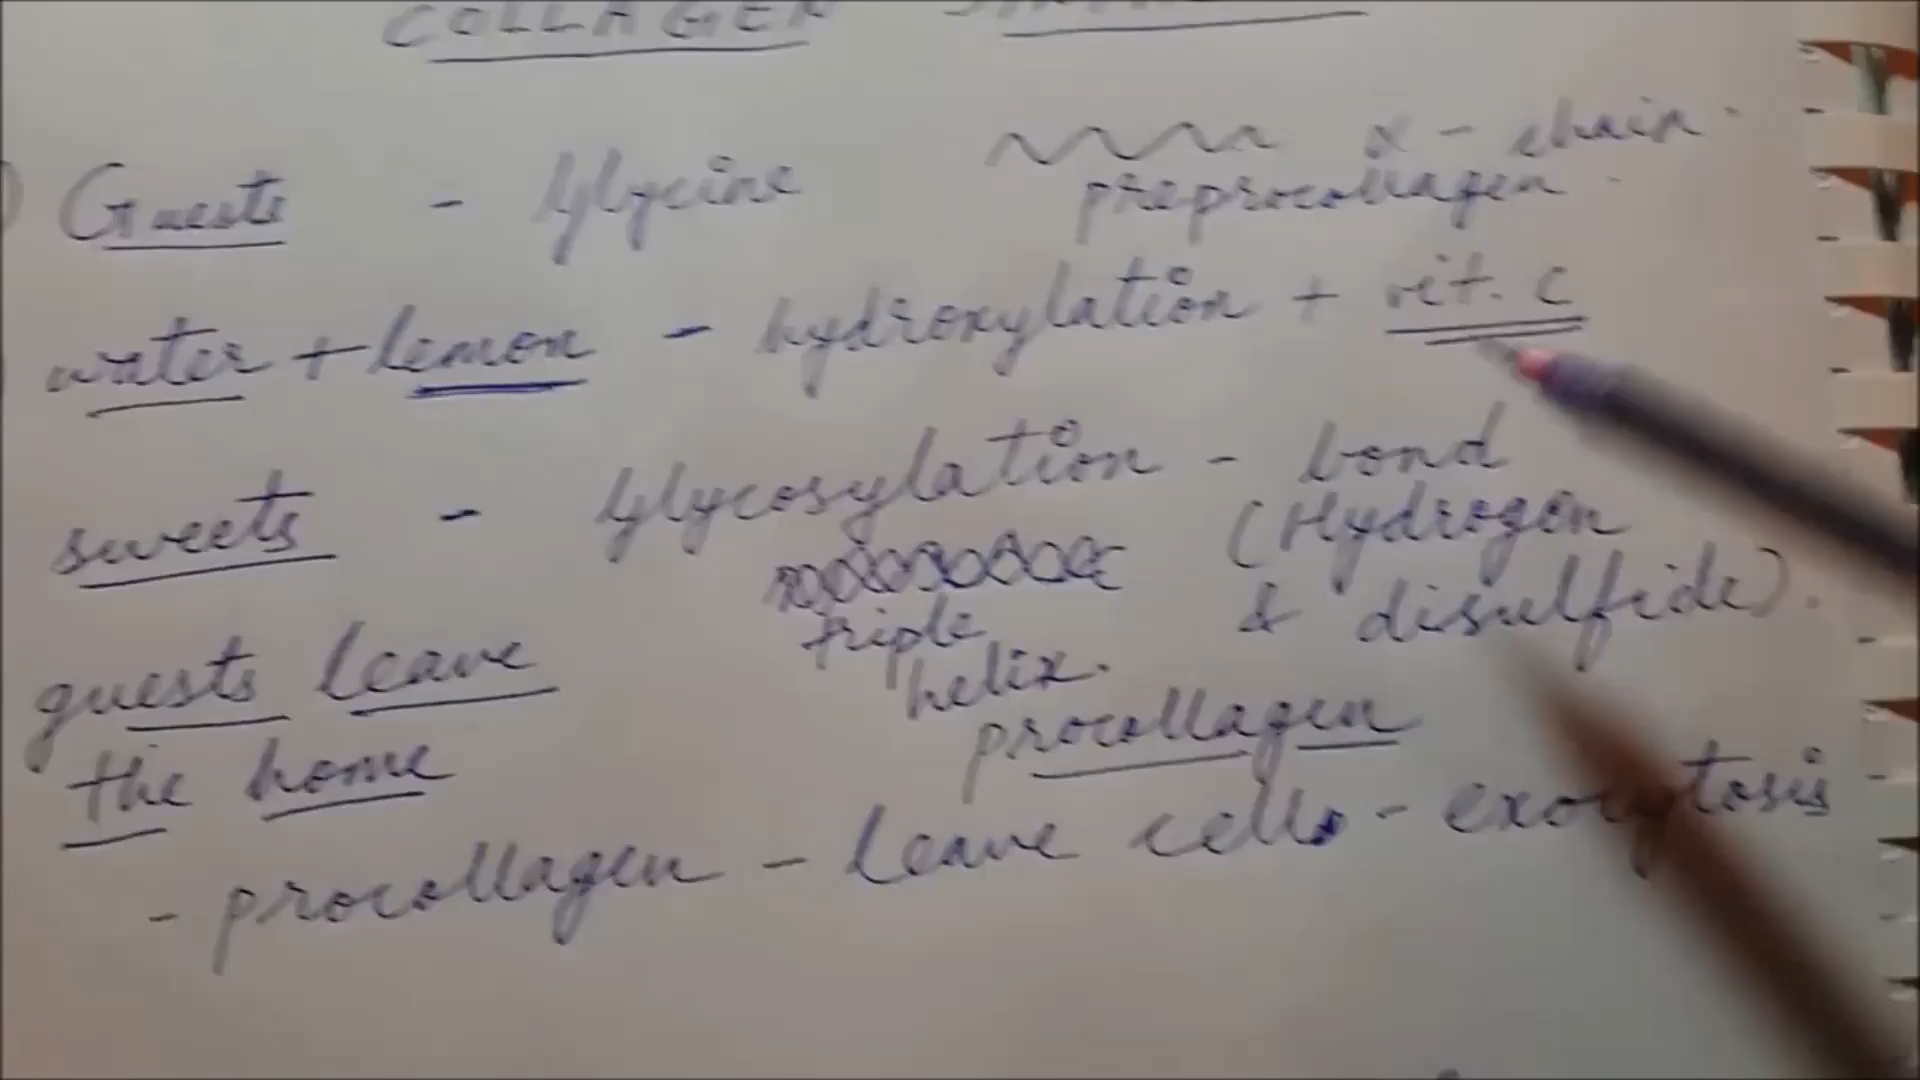 COLLAGEN
Guests - Glycine
α - chain.
preprocollagen.
water + lemon - hydroxylation + vit. C
sweets - Glycosylation - bond
(Hydrogen
& disulfide).
triple
helix.
procollagen
guests leave
the home
- procollagen - leave cells - exocytosis